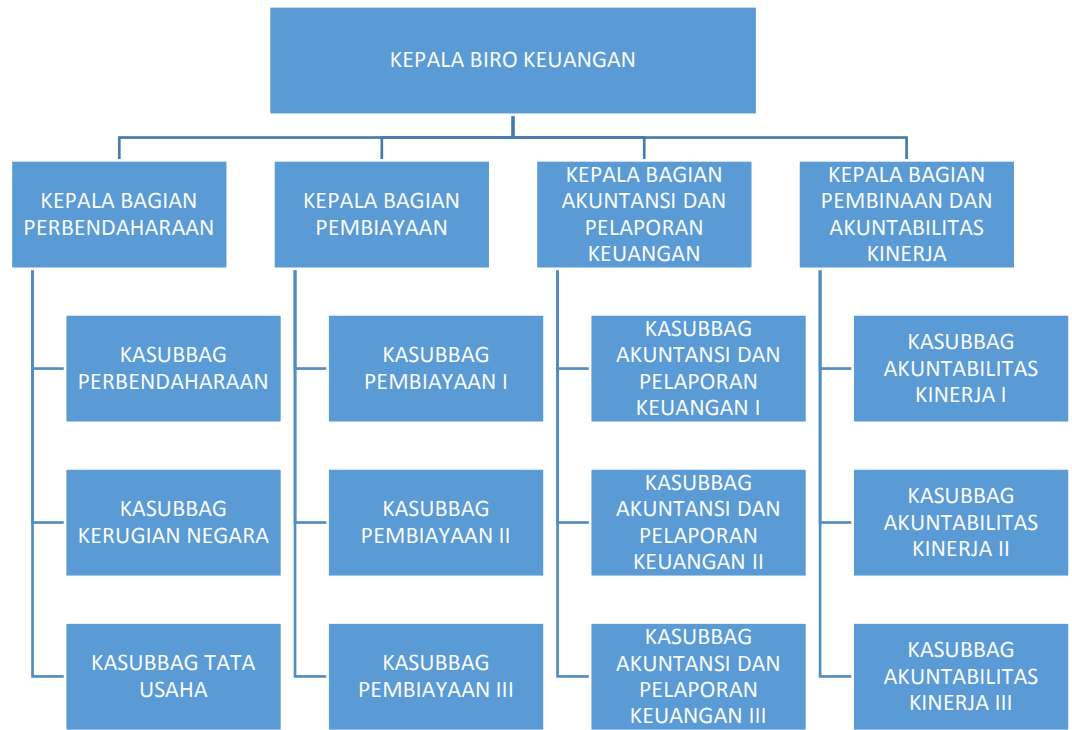 KEPALA BIRO KEUANGAN
KEPALA BAGIAN
PERBENDAHARAAN
KEPALA BAGIAN
PEMBIAYAAN
KEPALA BAGIAN
AKUNTANSI DAN
PELAPORAN
KEUANGAN
KEPALA BAGIAN
PEMBINAAN DAN
AKUNTABILITAS
KINERJA
KASUBBAG
PERBENDAHARAAN
KASUBBAG
PEMBIAYAAN I
KASUBBAG
AKUNTANSI DAN
PELAPORAN
KEUANGAN I
KASUBBAG
AKUNTABILITAS
KINERJA I
KASUBBAG
KERUGIAN NEGARA
KASUBBAG
PEMBIAYAAN II
KASUBBAG
AKUNTANSI DAN
PELAPORAN
KEUANGAN II
KASUBBAG
AKUNTABILITAS
KINERJA II
KASUBBAG TATA
USAHA
KASUBBAG
PEMBIAYAAN III
KASUBBAG
AKUNTANSI DAN
PELAPORAN
KEUANGAN III
KASUBBAG
AKUNTABILITAS
KINERJA III